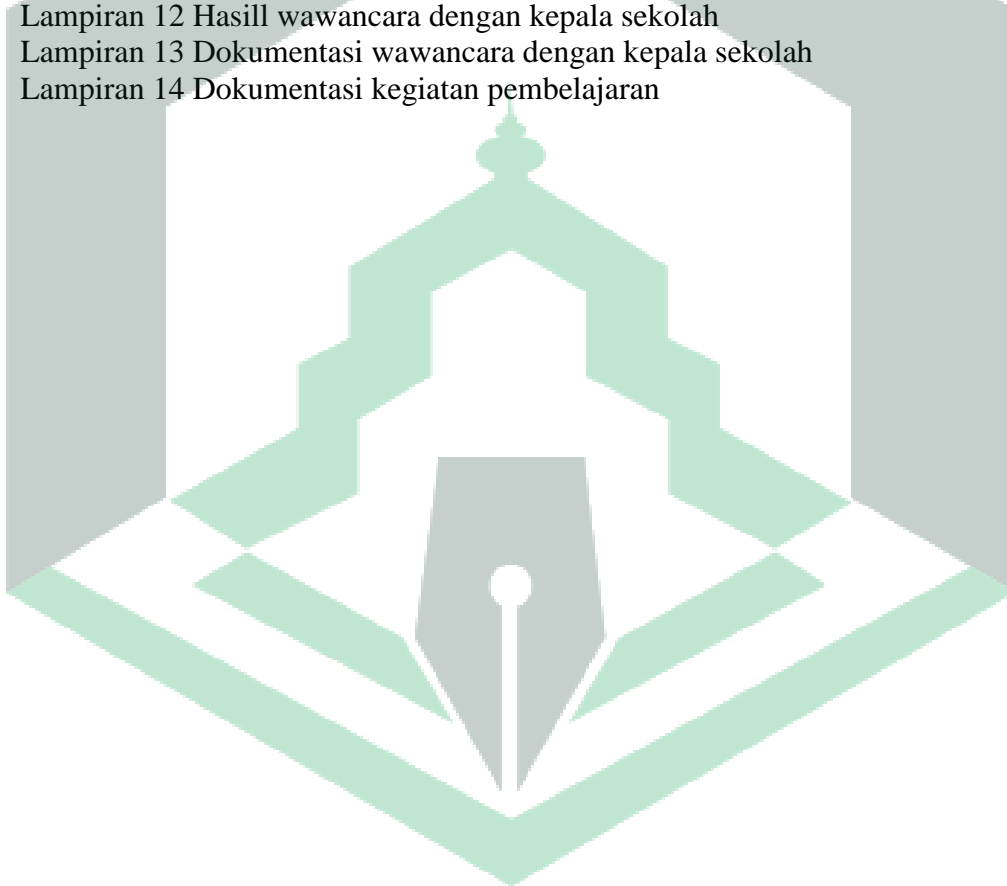 Lampiran 12 Hasill wawancara dengan kepala sekolah
Lampiran 13 Dokumentasi wawancara dengan kepala sekolah
Lampiran 14 Dokumentasi kegiatan pembelajaran